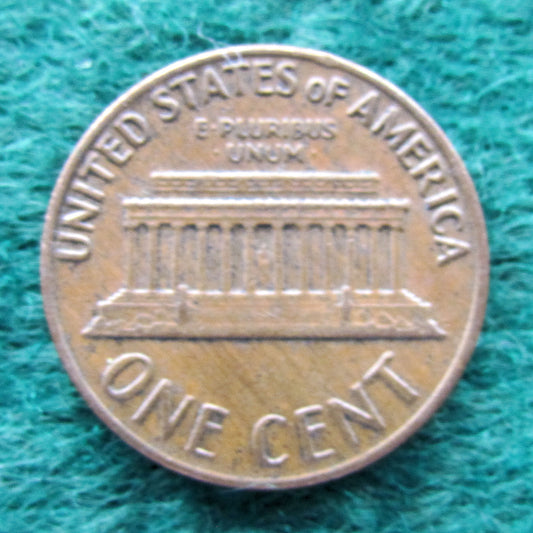 UNITED STATES OF AMERICA
E·PLURIBUS
·UNUM·
ONE CENT